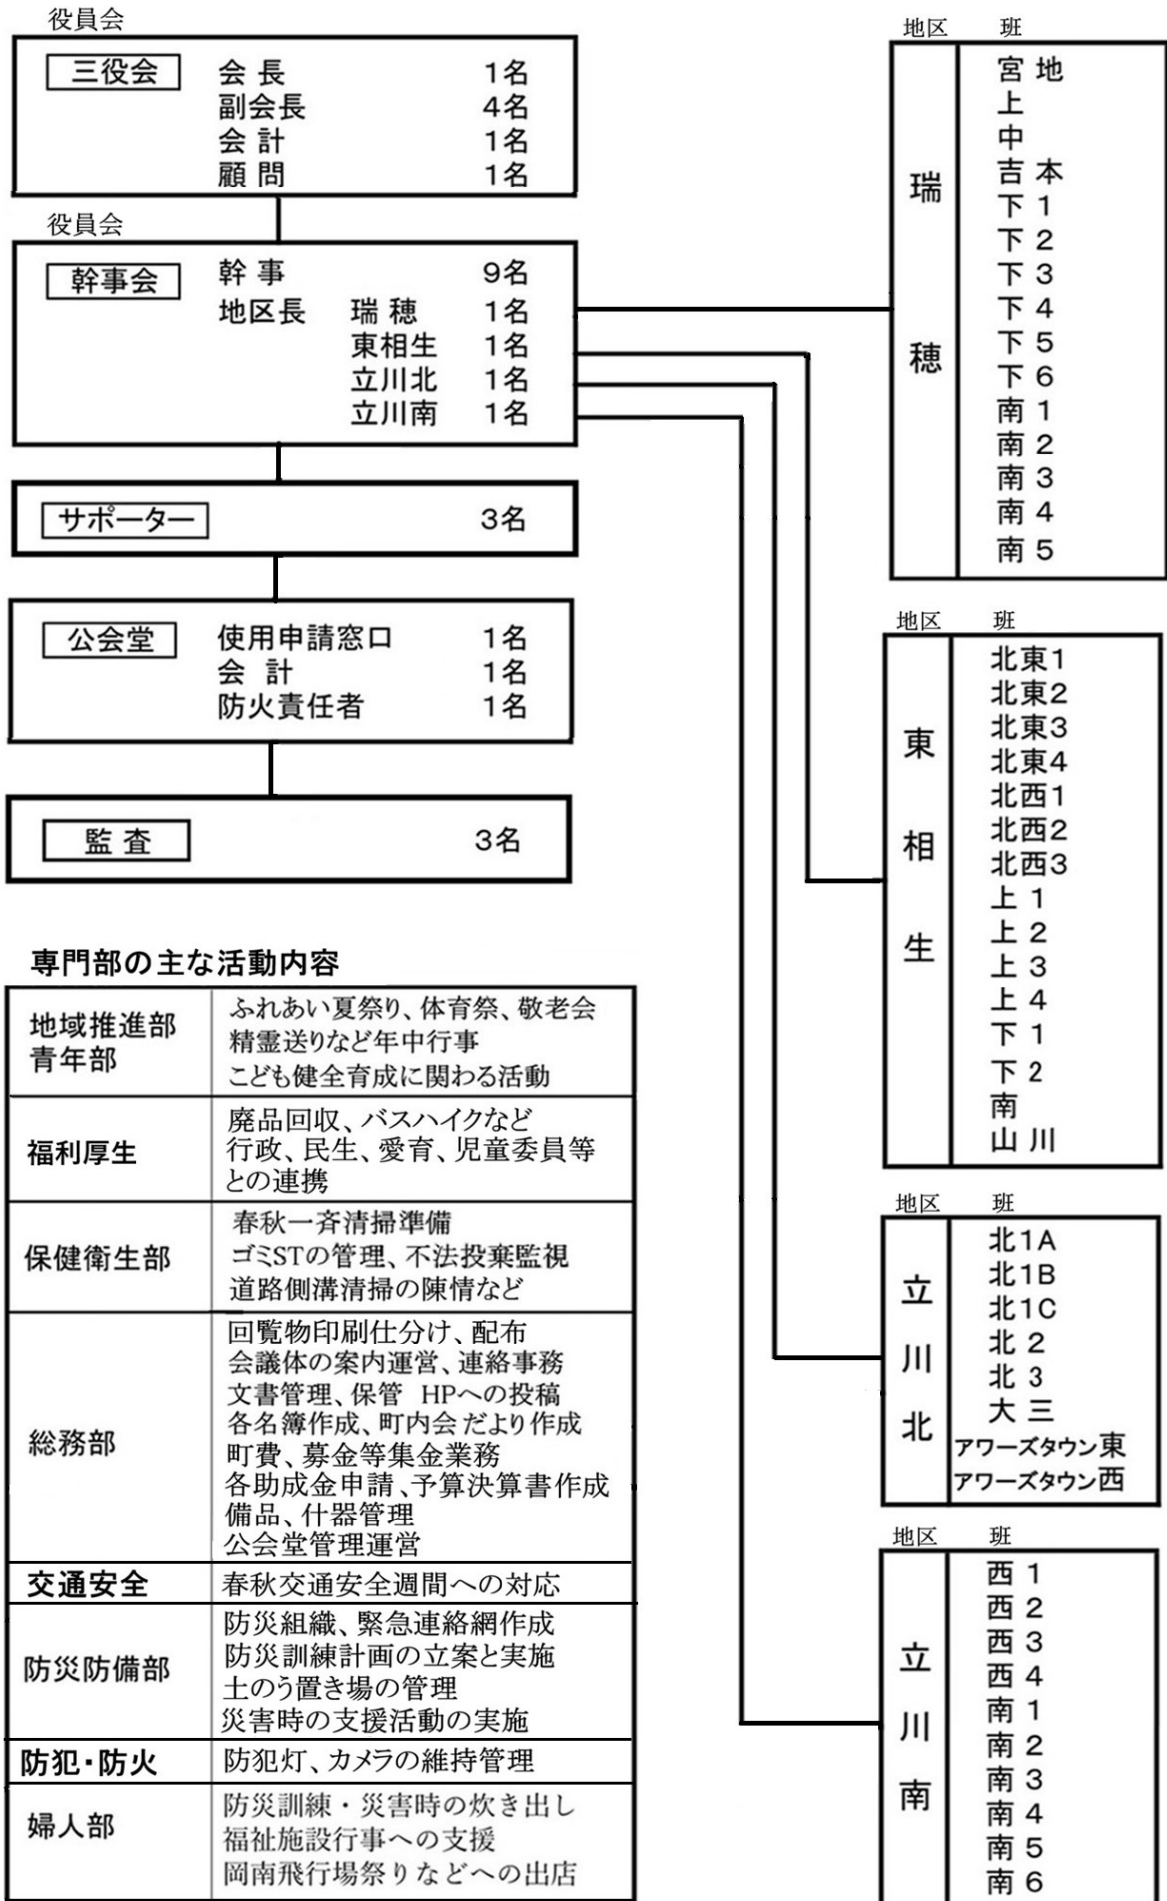 役員会
三役会 会長 1名
副会長 4名
会計 1名
顧問 1名
役員会
幹事会 幹事 9名
地区長 瑞穂 1名
東相生 1名
立川北 1名
立川南 1名
サポーター 3名
公会堂 使用申請窓口 1名
会計 1名
防火責任者 1名
監査 3名
専門部の主な活動内容
地域推進部
青年部
ふれあい夏祭り、体育祭、敬老会
精霊送りなど年中行事
こども健全育成に関わる活動
福利厚生
廃品回収、バスハイクなど
行政、民生、愛育、児童委員等
との連携
保健衛生部
春秋一斉清掃準備
ゴミSTの管理、不法投棄監視
道路側溝清掃の陳情など
総務部
回覧物印刷仕分け、配布
会議体の案内運営、連絡事務
文書管理、保管 HPへの投稿
各名簿作成、町内会だより作成
町費、募金等集金業務
各助成金申請、予算決算書作成
備品、什器管理
公会堂管理運営
交通安全
春秋交通安全週間への対応
防災防備部
防災組織、緊急連絡網作成
防災訓練計画の立案と実施
土のう置き場の管理
災害時の支援活動の実施
防犯・防火
防犯灯、カメラの維持管理
婦人部
防災訓練・災害時の炊き出し
福祉施設行事への支援
岡南飛行場祭りなどへの出店
地区 班
瑞穂
宮地
上
中
吉本
下1
下2
下3
下4
下5
下6
南1
南2
南3
南4
南5
地区 班
東相生
北東1
北東2
北東3
北東4
北西1
北西2
北西3
上1
上2
上3
上4
下1
下2
南
山川
地区 班
立川北
北1A
北1B
北1C
北2
北3
大三
アワーズタウン東
アワーズタウン西
地区 班
立川南
西1
西2
西3
西4
南1
南2
南3
南4
南5
南6